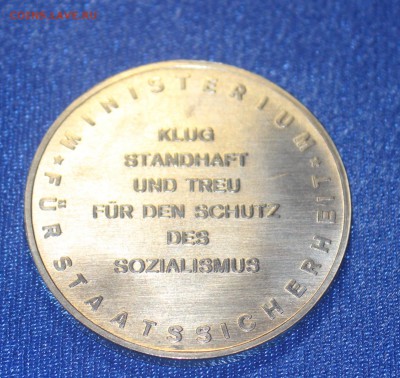 ★ MINISTERIUM ★
FÜR STAATSSICHERHEIT
KLUG
STANDHAFT
UND TREU
FÜR DEN SCHUTZ
DES
SOZIALISMUS